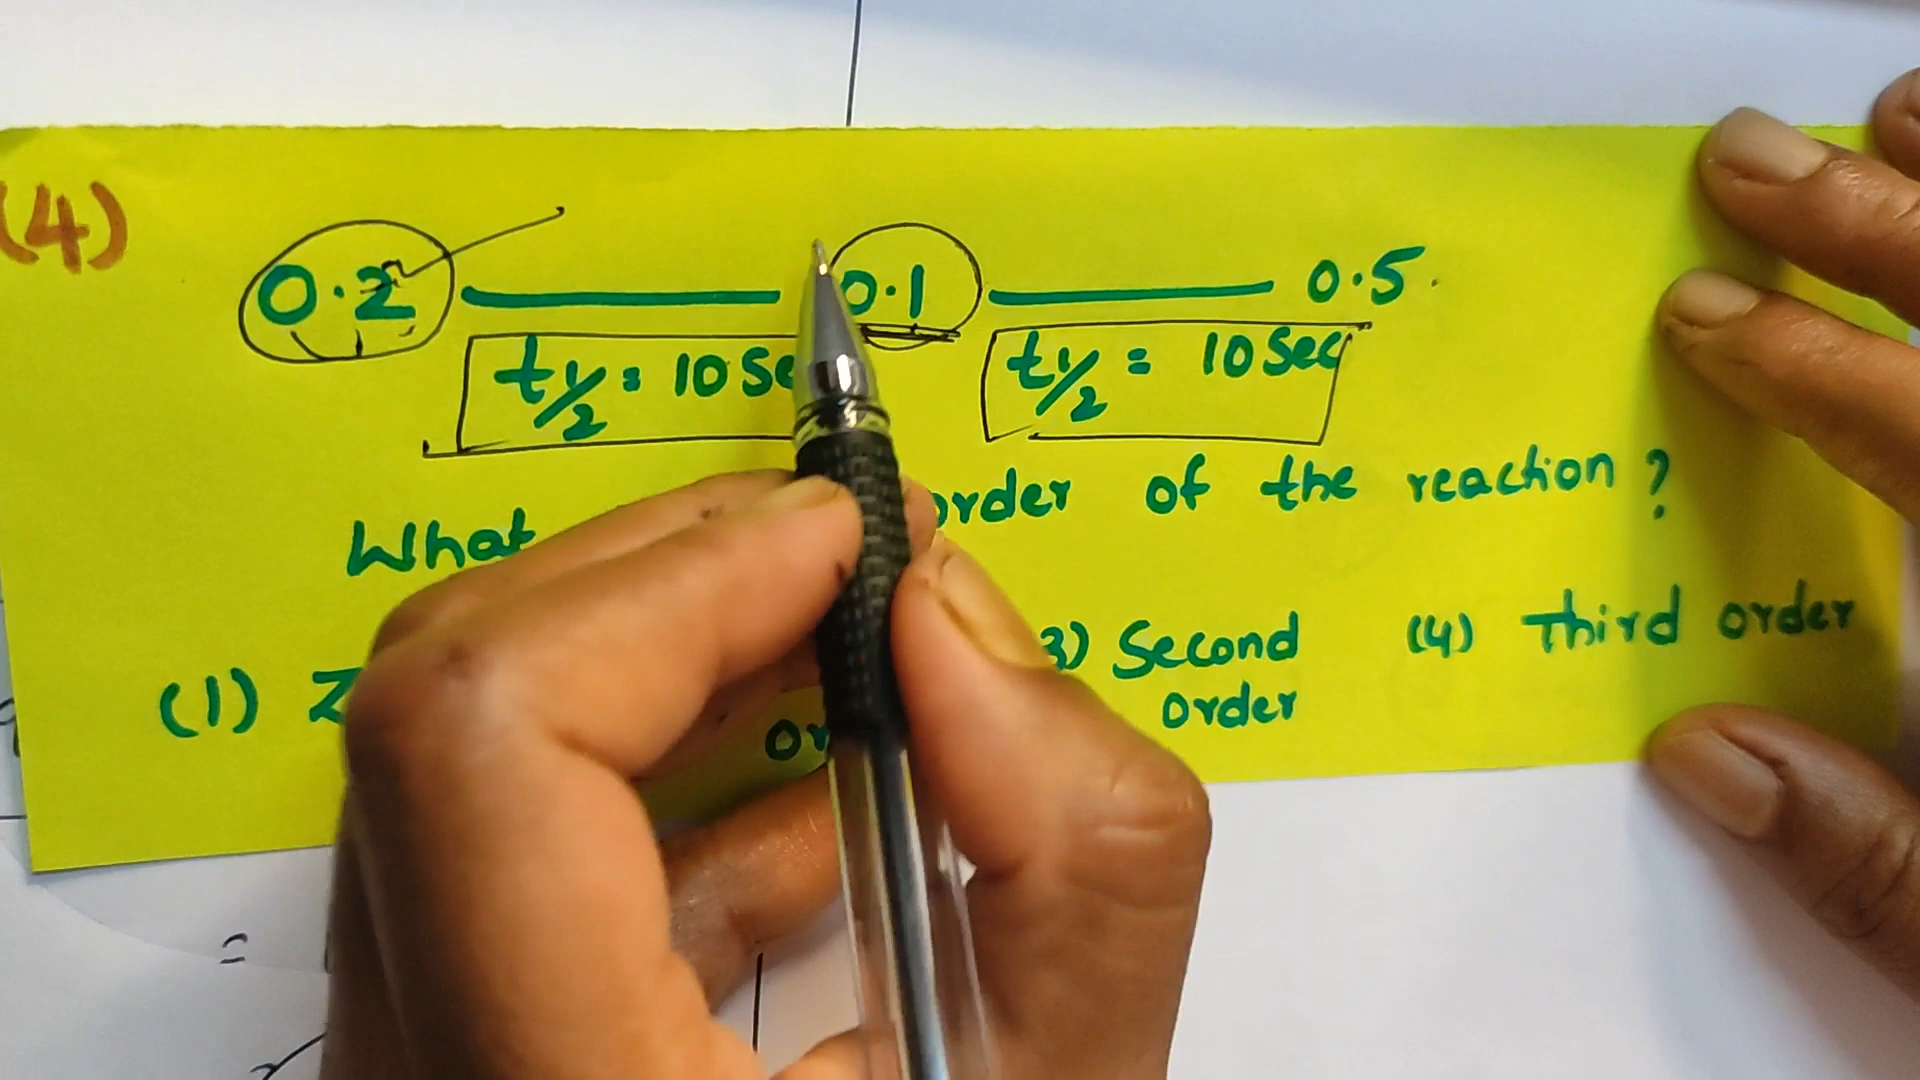 (4)
0.2 0.1 0.5.
t½ = 10 Se t½ = 10 Sec
What order of the reaction ?
(1) Z 3) Second order (4) Third order